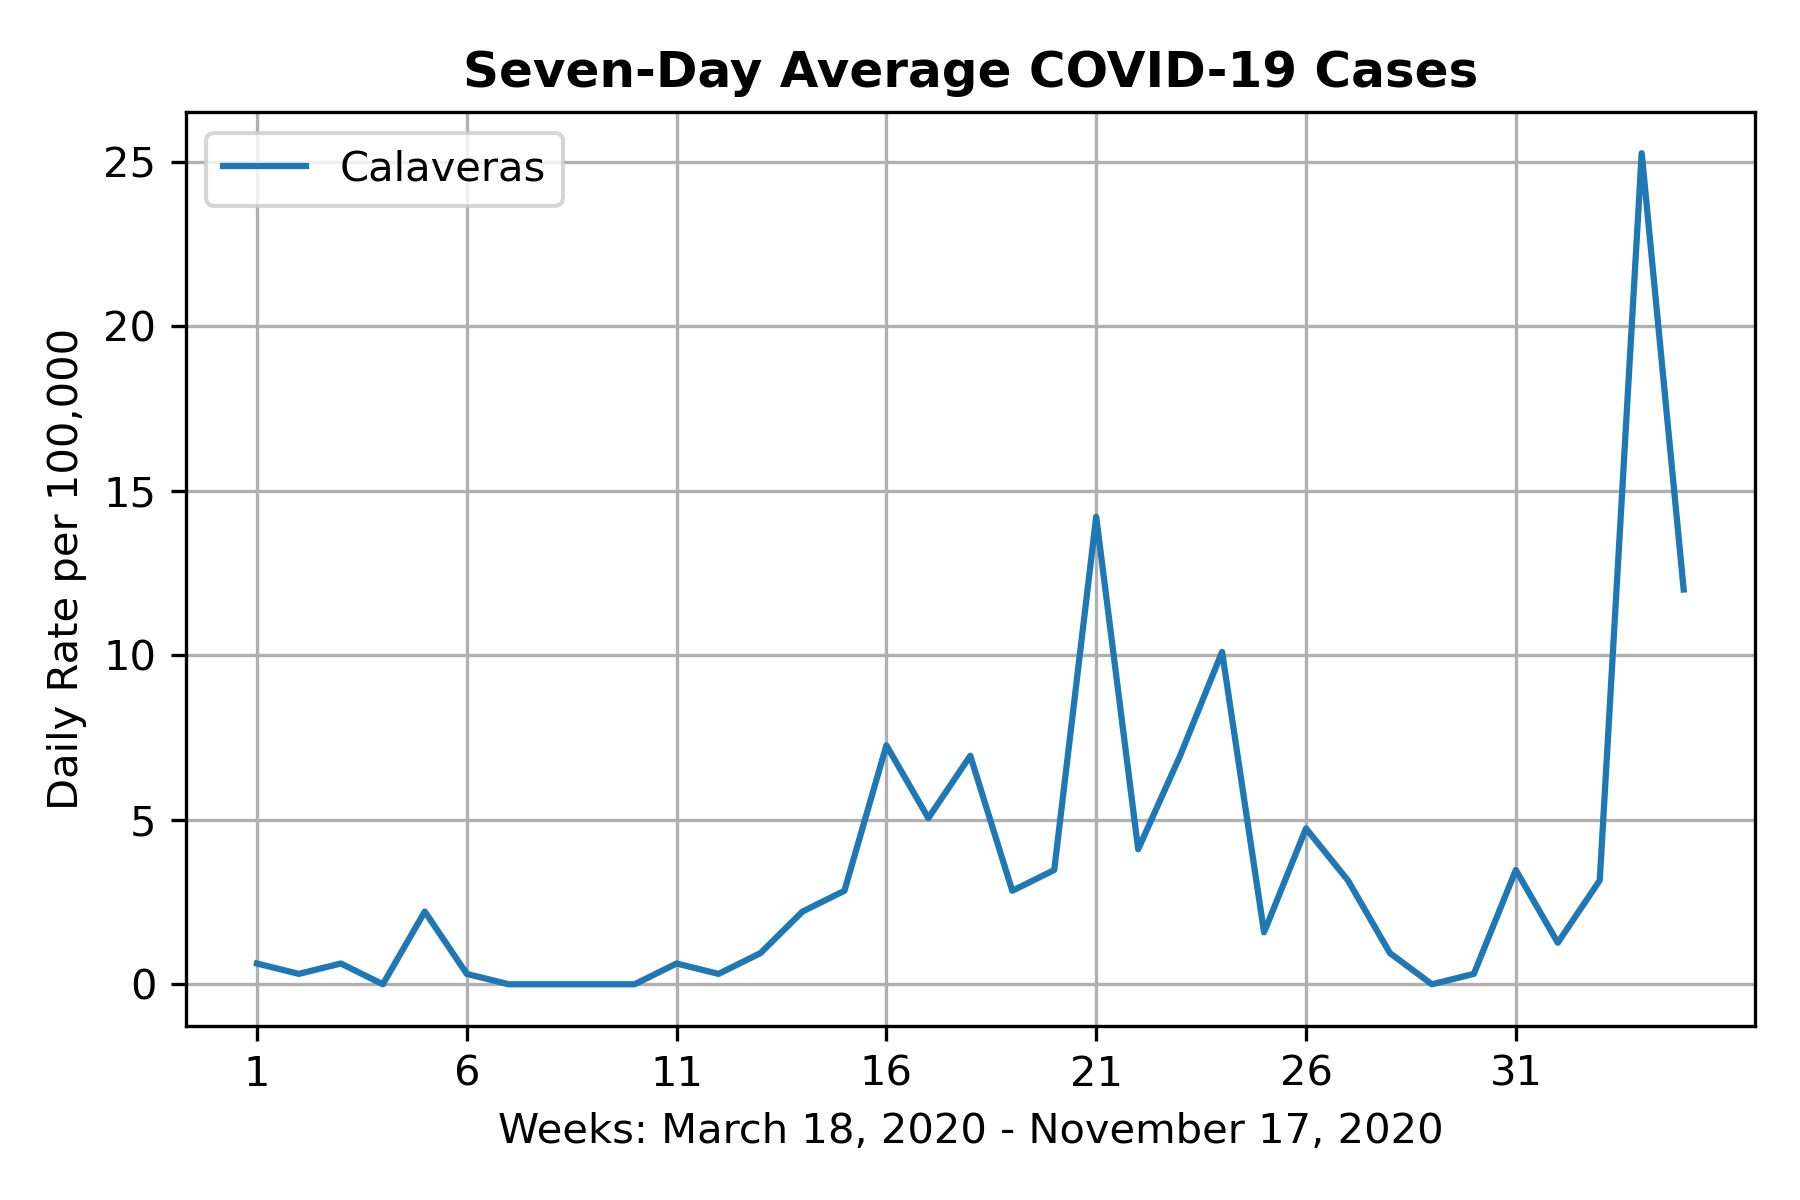 Seven-Day Average COVID-19 Cases
Calaveras
Daily Rate per 100,000
25
20
15
10
5
0
1 6 11 16 21 26 31
Weeks: March 18, 2020 - November 17, 2020